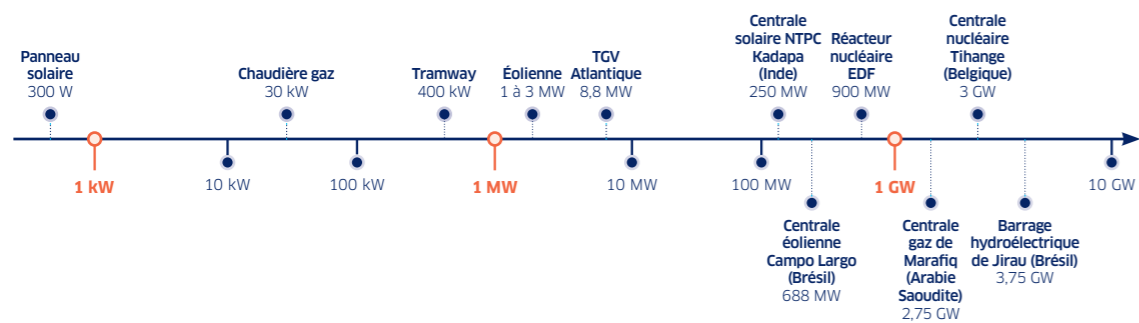 Panneau
solaire
300 W
Chaudière gaz
30 kW
Tramway
400 kW
Éolienne
1 à 3 MW
TGV
Atlantique
8,8 MW
Centrale
solaire NTPC
Kadapa
(Inde)
250 MW
Réacteur
nucléaire
EDF
900 MW
Centrale
nucléaire
Tihange
(Belgique)
3 GW
1 kW
10 kW
100 kW
1 MW
10 MW
100 MW
1 GW
10 GW
Centrale
éolienne
Campo Largo
(Brésil)
688 MW
Centrale
gaz de
Marafiq
(Arabie
Saoudite)
2,75 GW
Barrage
hydroélectrique
de Jirau (Brésil)
3,75 GW